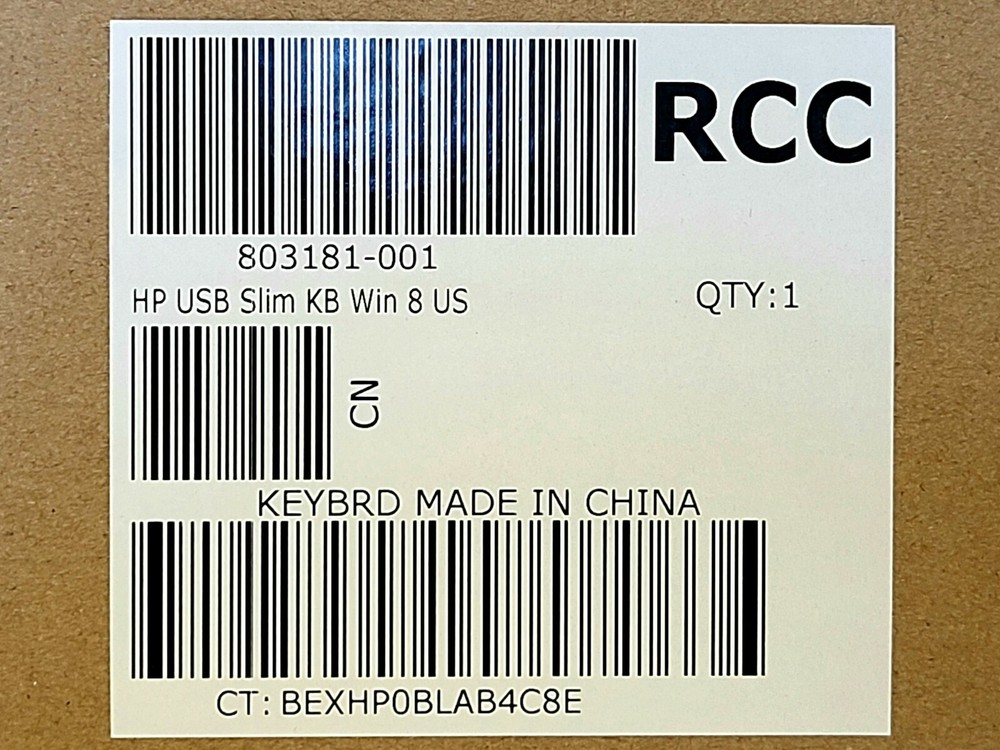 RCC
803181-001
HP USB Slim KB Win 8 US
QTY:1
CN
KEYBRD MADE IN CHINA
CT: BEXHP0BLAB4C8E